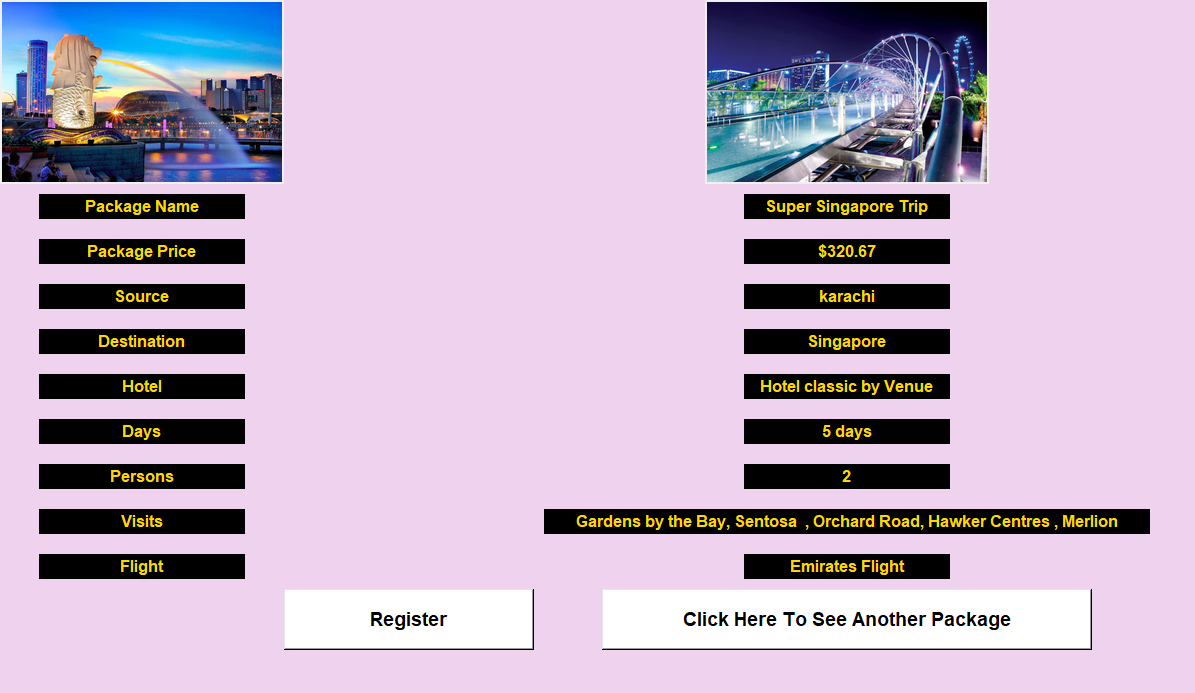 Package Name
Super Singapore Trip
Package Price
$320.67
Source
karachi
Destination
Singapore
Hotel
Hotel classic by Venue
Days
5 days
Persons
2
Visits
Gardens by the Bay, Sentosa  , Orchard Road, Hawker Centres , Merlion
Flight
Emirates Flight
Register
Click Here To See Another Package